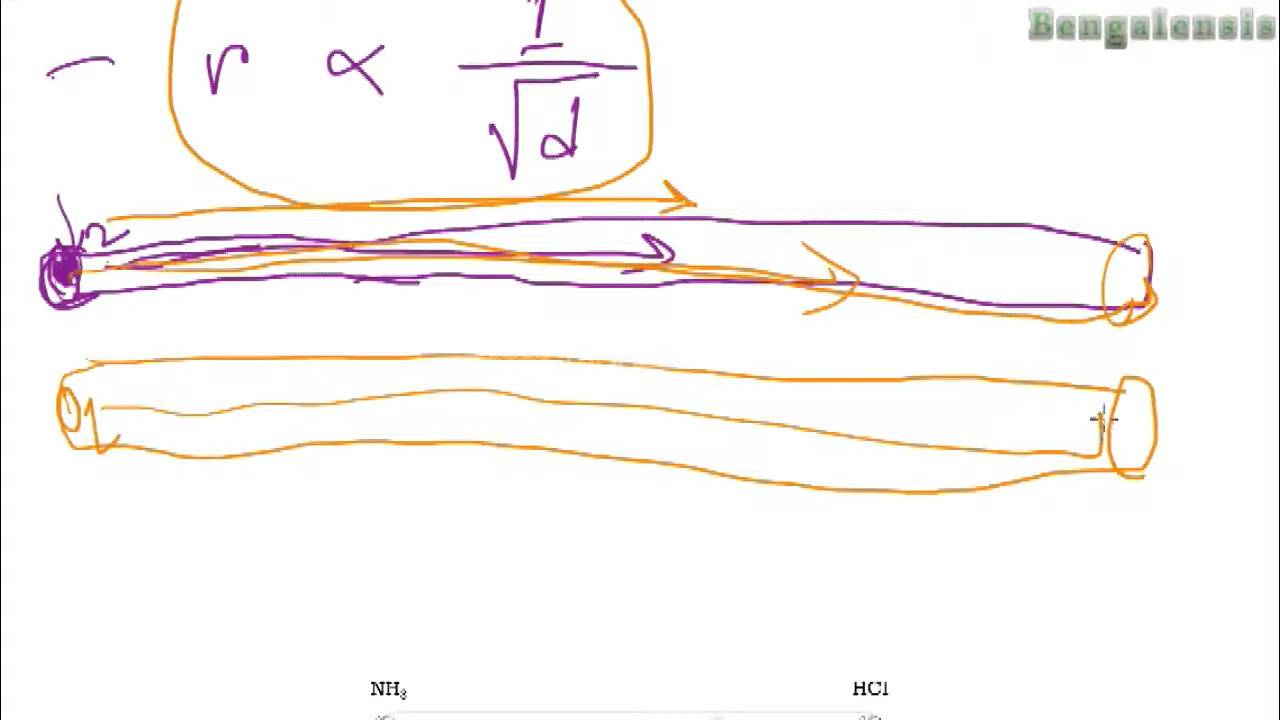 Bengalensis
r ∝ 1/√d
NH₃ HCl